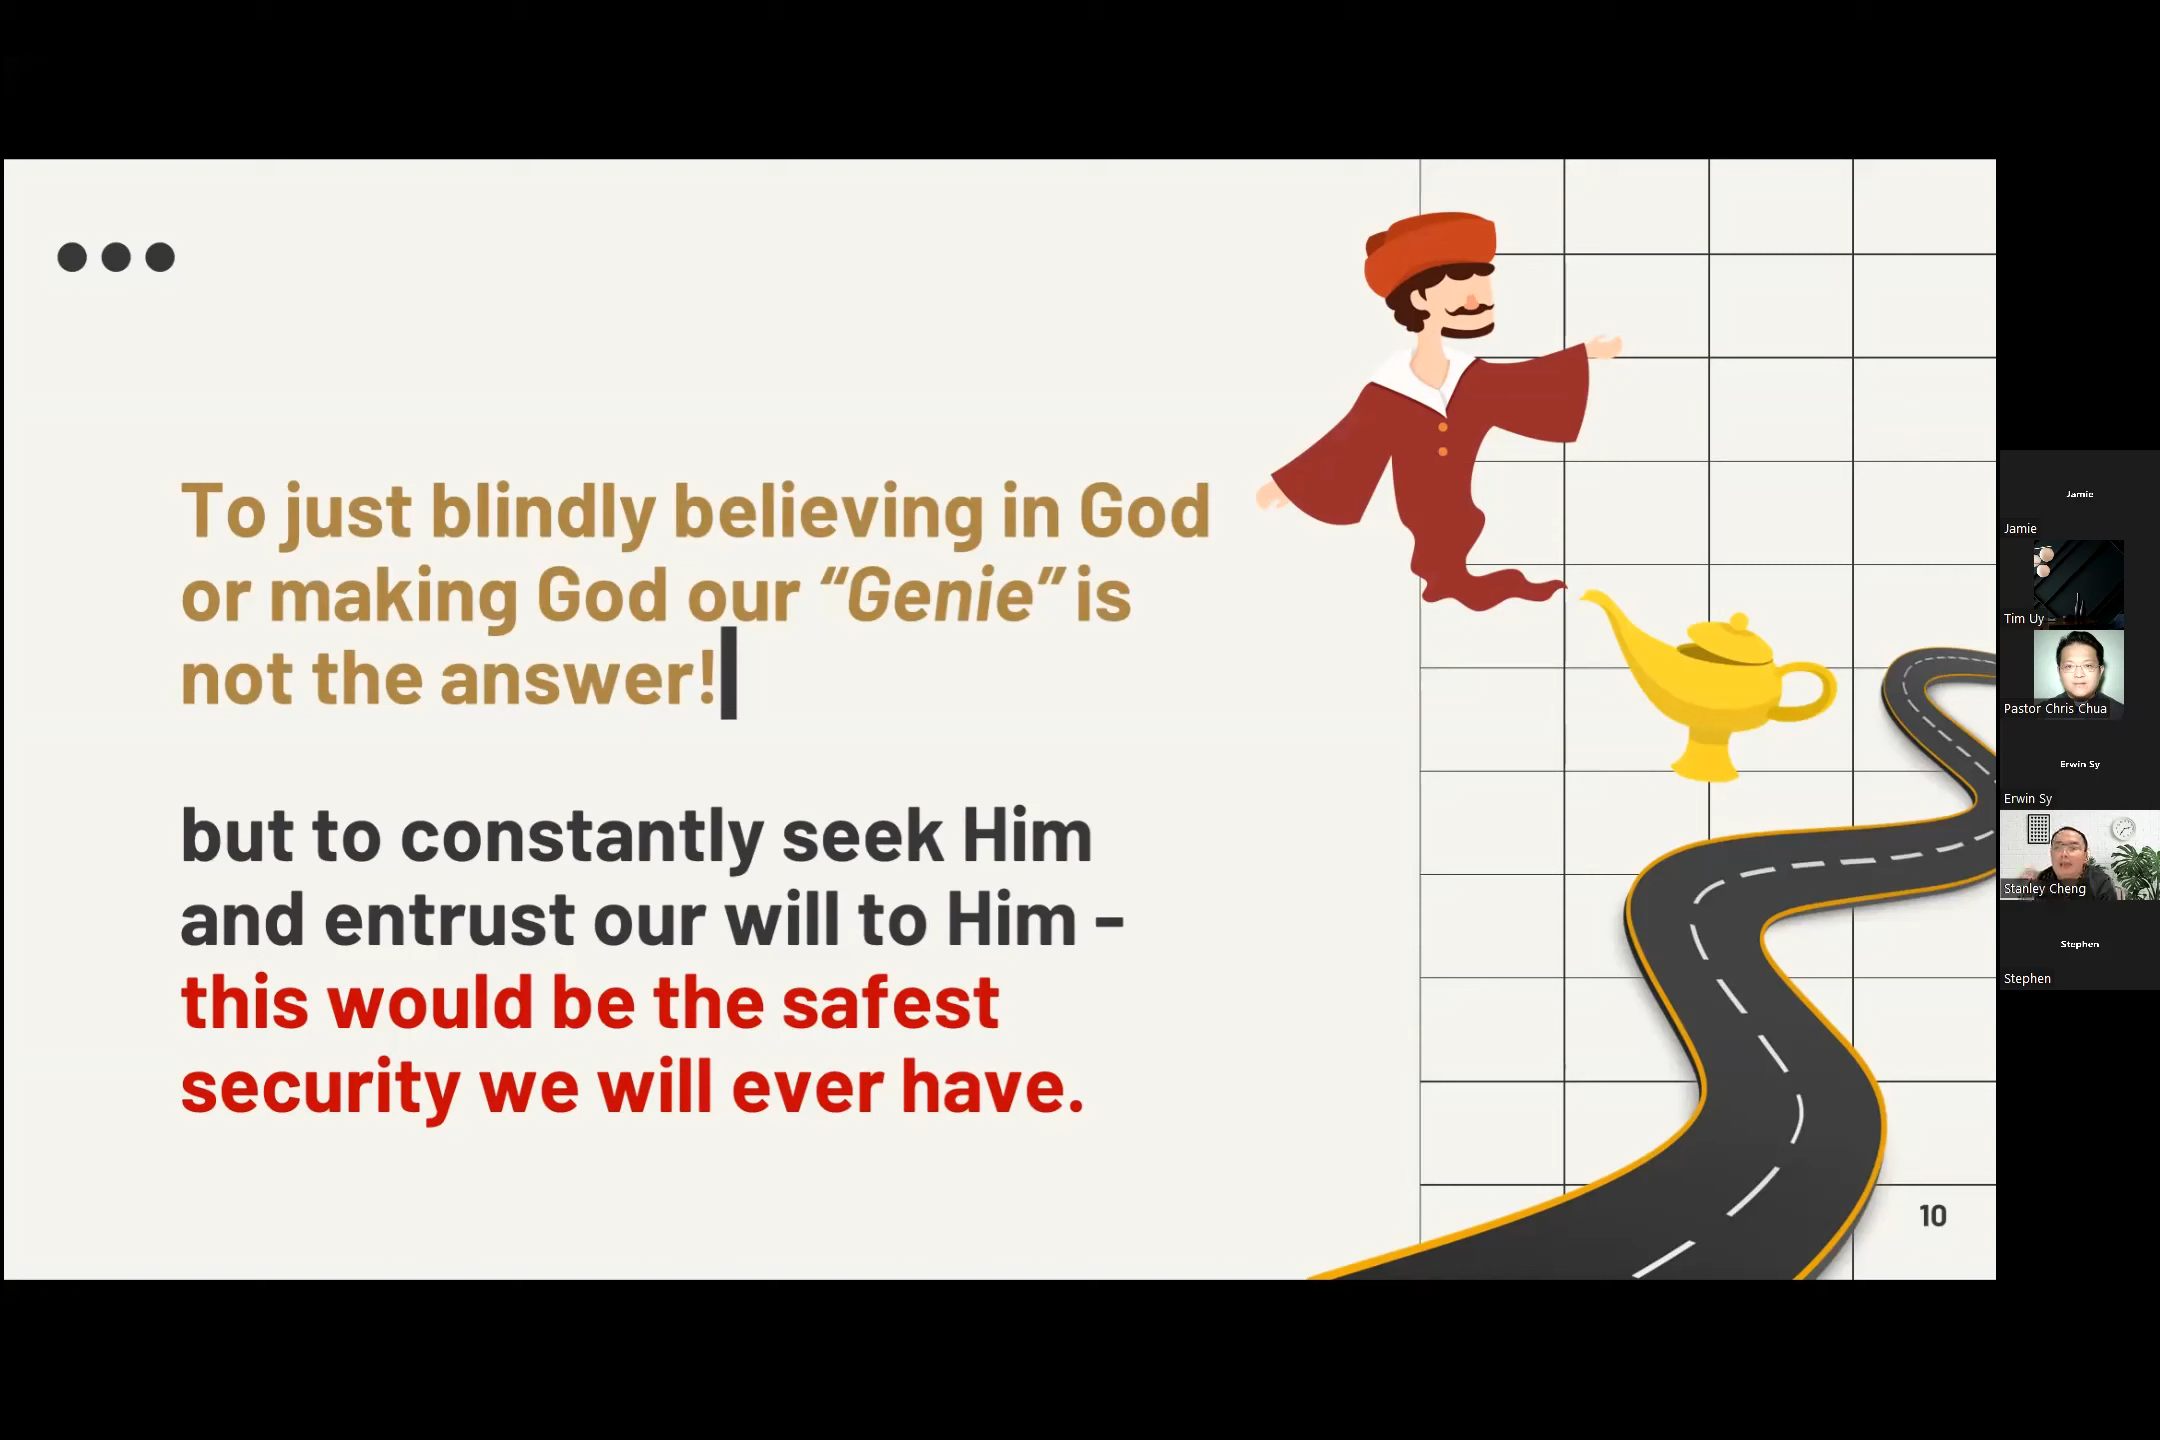 To just blindly believing in God
or making God our “Genie” is
not the answer!
but to constantly seek Him
and entrust our will to Him -
this would be the safest
security we will ever have.
10
Jamie
Jamie
Tim Uy
Pastor Chris Chua
Erwin Sy
Erwin Sy
Stanley Cheng
Stephen
Stephen